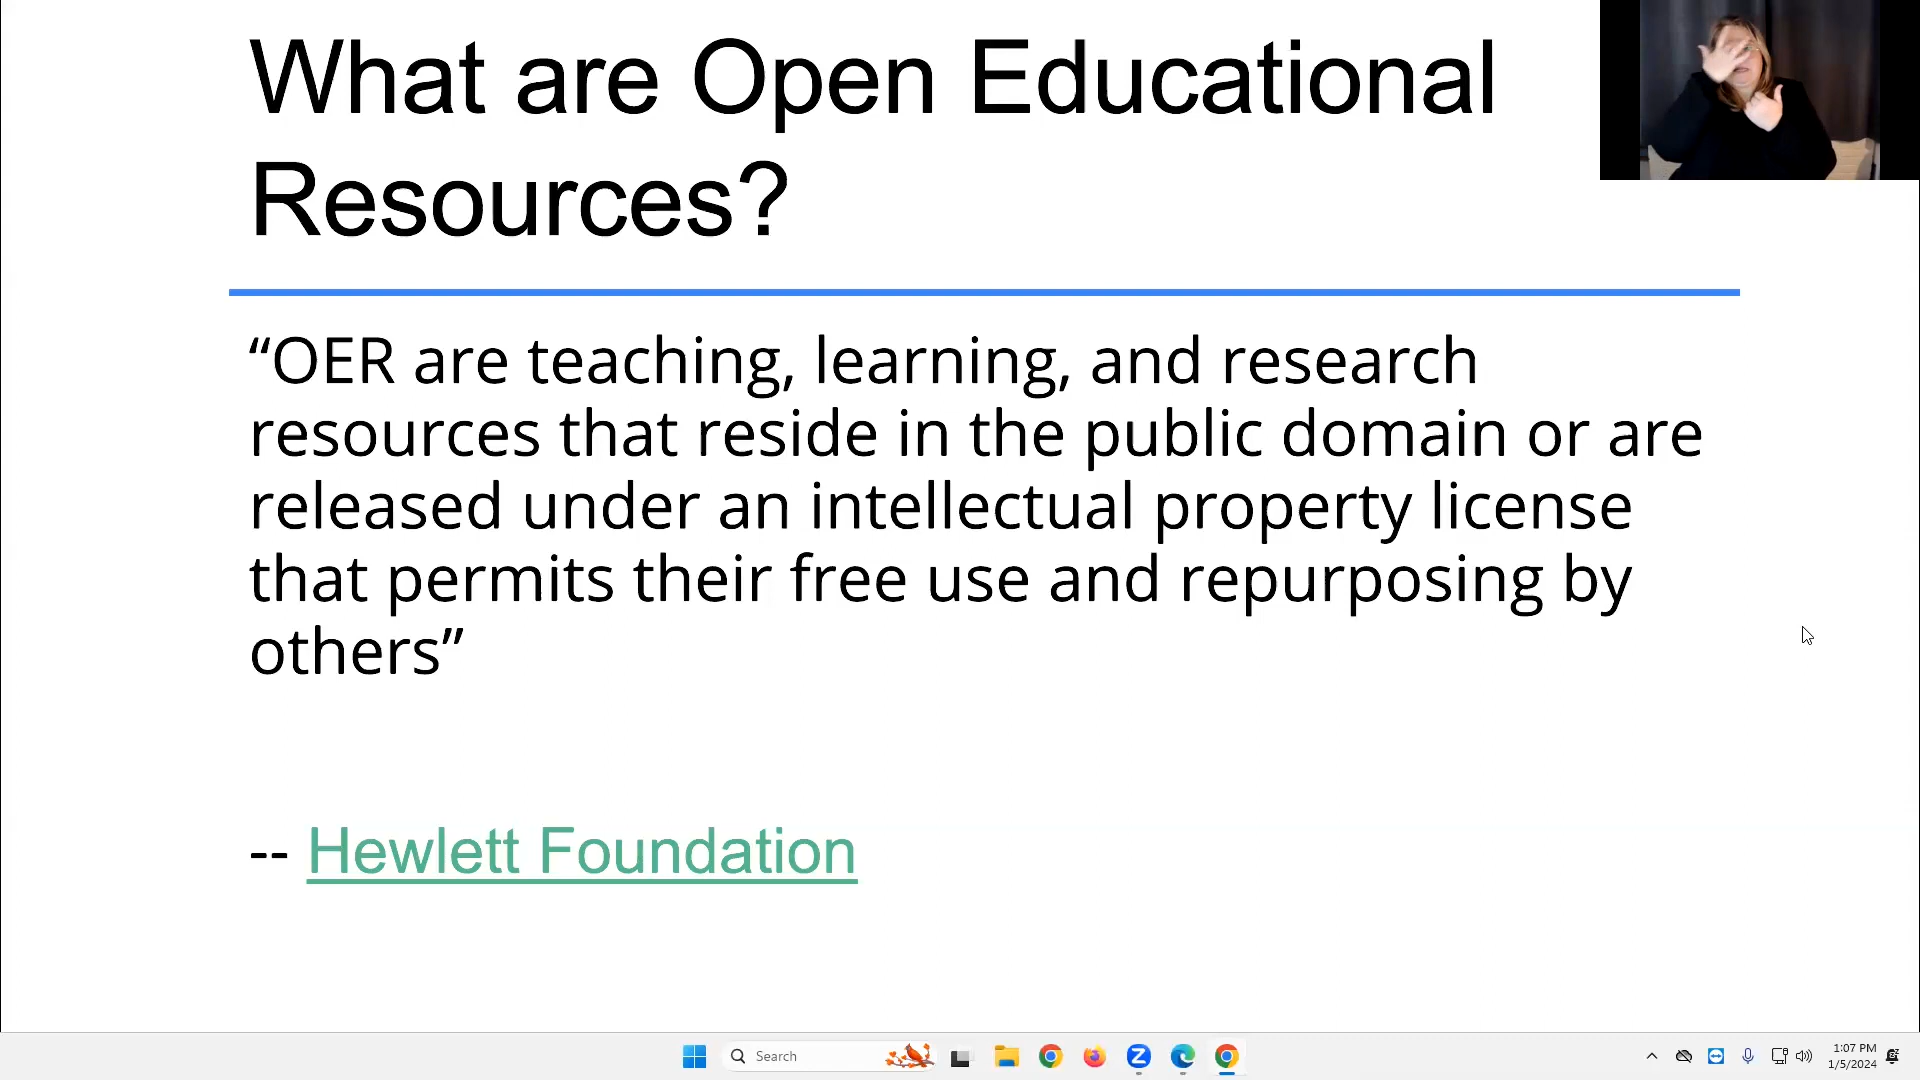 What are Open Educational
Resources?
“OER are teaching, learning, and research
resources that reside in the public domain or are
released under an intellectual property license
that permits their free use and repurposing by
others”
-- Hewlett Foundation
Search
1:07 PM
1/5/2024